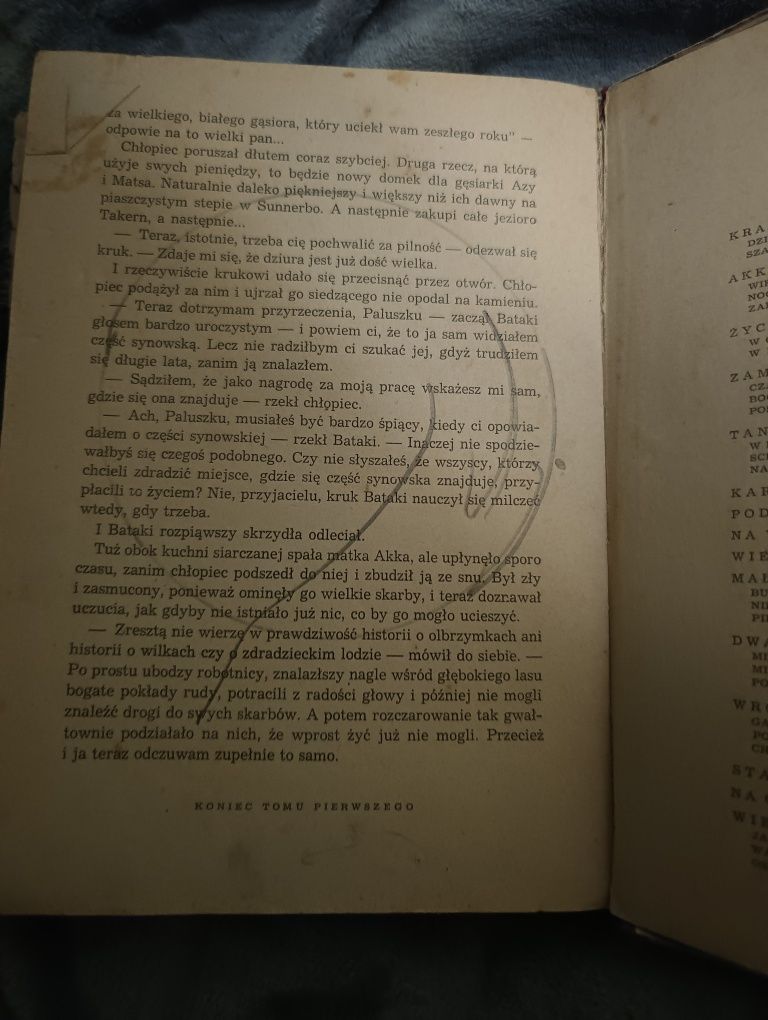 za wielkiego, białego gąsiora, który uciekł wam zeszłego roku" —
odpowie na to wielki pan...
Chłopiec poruszał dłutem coraz szybciej. Druga rzecz, na którą
użyje swych pieniędzy, to będzie nowy domek dla gęsiarki Azy
i Matsa. Naturalnie daleko piękniejszy i większy niż ich dawny na
piaszczystym stepie w Sunnerbo. A następnie zakupi całe jezioro
Takern, a następnie...
— Teraz, istotnie, trzeba cię pochwalić za pilność — odezwał się
kruk. — Zdaje mi się, że dziura jest już dość wielka.
I rzeczywiście krukowi udało się przecisnąć przez otwór. Chło-
piec podążył za nim i ujrzał go siedzącego nie opodal na kamieniu.
— Teraz dotrzymam przyrzeczenia, Paluszku — zaczął Bataki
głosem bardzo uroczystym — i powiem ci, że to ja sam widziałem
część synowską. Lecz nie radziłbym ci szukać jej, gdyż trudziłem
się długie lata, zanim ją znalazłem.
— Sądziłem, że jako nagrodę za moją pracę wskażesz mi sam,
gdzie się ona znajduje — rzekł chłopiec.
— Ach, Paluszku, musiałeś być bardzo śpiący, kiedy ci opowia-
dałem o części synowskiej — rzekł Bataki. — Inaczej nie spodzie-
wałbyś się czegoś podobnego. Czy nie słyszałeś, że wszyscy, którzy
chcieli zdradzić miejsce, gdzie się część synowska znajduje, przy-
płacili to życiem? Nie, przyjacielu, kruk Bataki nauczył się milczeć
wtedy, gdy trzeba.
I Bataki rozpiąwszy skrzydła odleciał.
Tuż obok kuchni siarczanej spała matka Akka, ale upłynęło sporo
czasu, zanim chłopiec podszedł do niej i zbudził ją ze snu. Był zły
i zasmucony, ponieważ ominęły go wielkie skarby, i teraz doznawał
uczucia, jak gdyby nie istniało już nic, co by go mogło ucieszyć.
— Zresztą nie wierzę w prawdziwość historii o olbrzymkach ani
historii o wilkach czy o zdradzieckim lodzie — mówił do siebie. —
Po prostu ubodzy robotnicy, znalazłszy nagle wśród głębokiego lasu
bogate pokłady rudy, potracili z radości głowy i później nie mogli
znaleźć drogi do swych skarbów. A potem rozczarowanie tak gwał-
townie podziałało na nich, że wprost żyć już nie mogli. Przecież
i ja teraz odczuwam zupełnie to samo.
KONIEC TOMU PIERWSZEGO